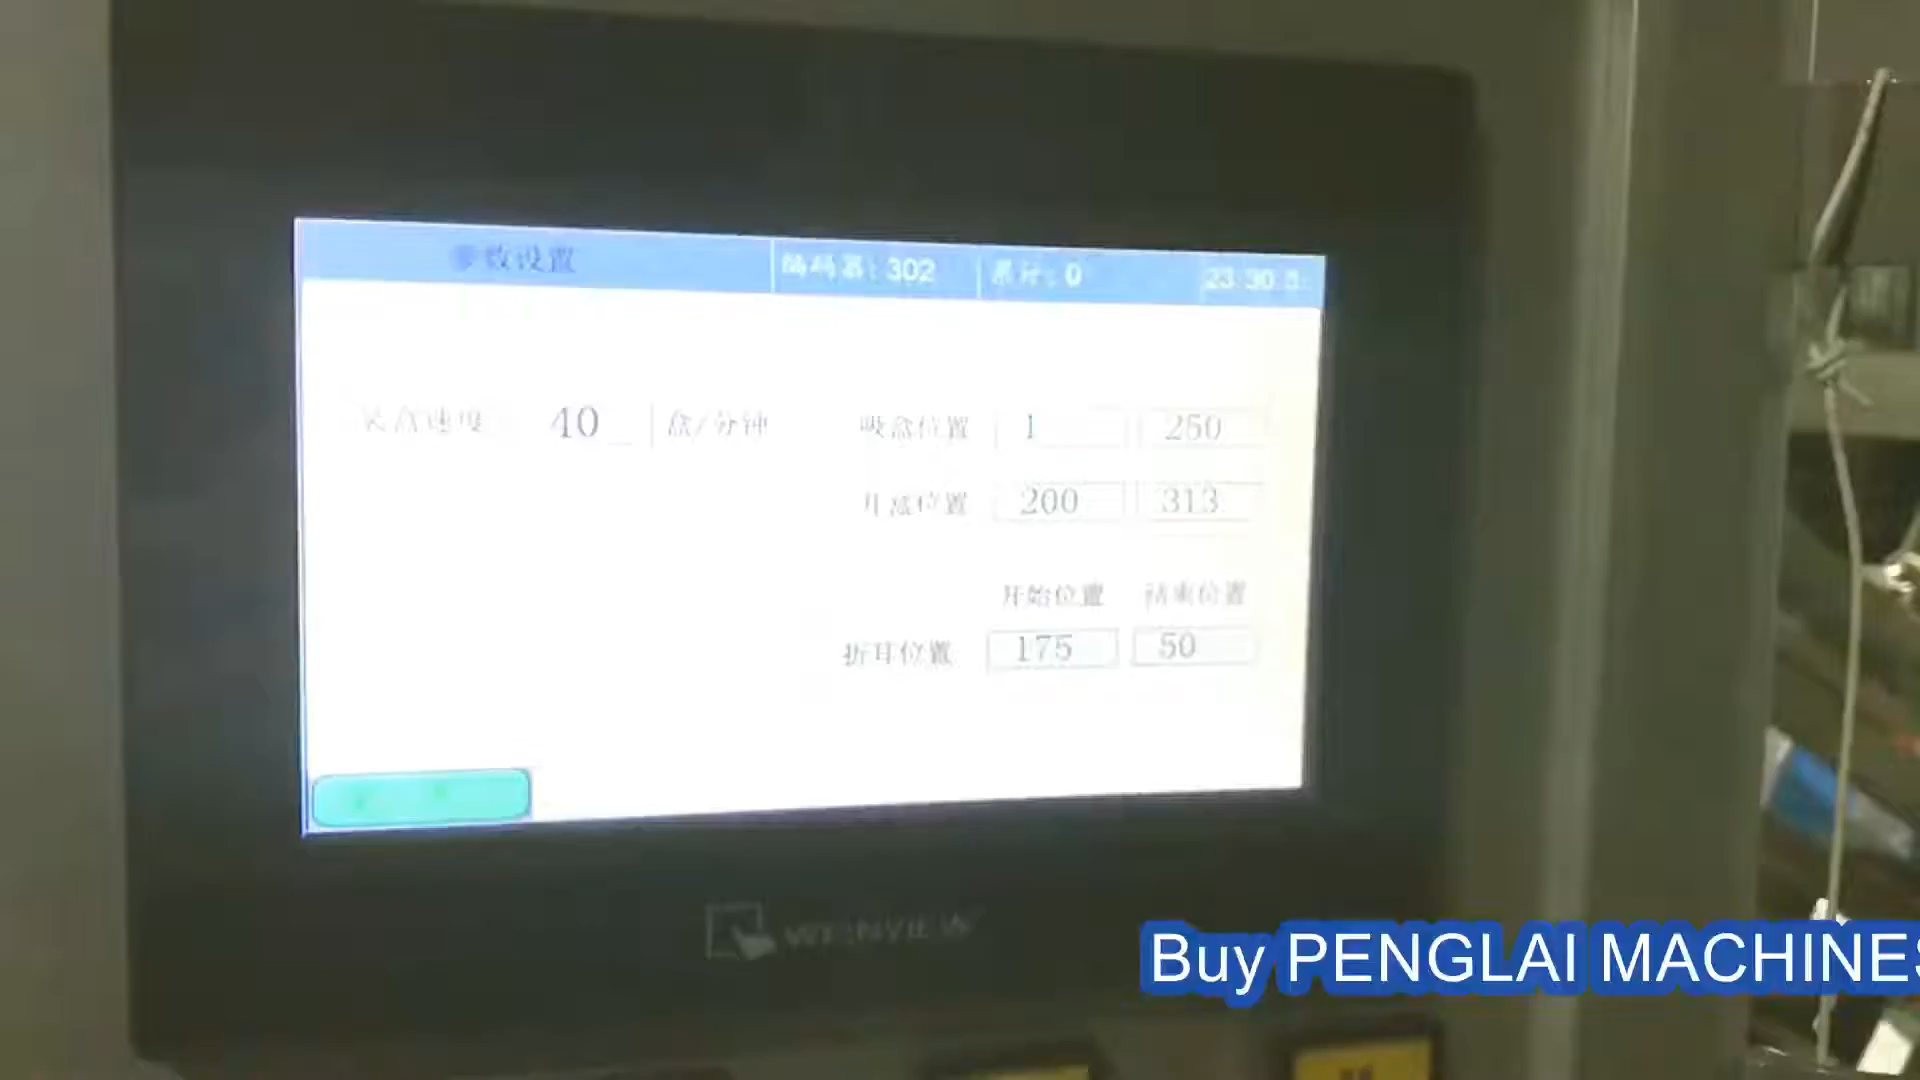 参数设置 编码器: 302 累计: 0 23:30:3
装盒速度 40 盒/分钟 吸盒位置 1 250
开盒位置 200 313
开始位置 结束位置
折耳位置 175 50
WEINVIEW
Buy PENGLAI MACHINES